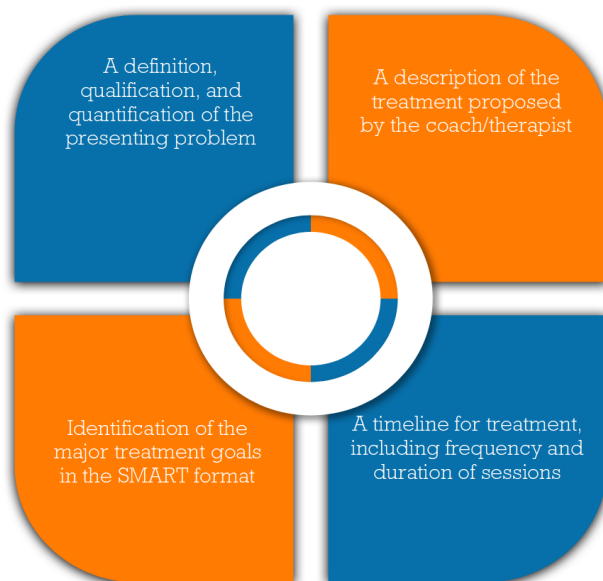 A definition,
qualification, and
quantification of the
presenting problem
A description of the
treatment proposed
by the coach/therapist
Identification of the
major treatment goals
in the SMART format
A timeline for treatment,
including frequency and
duration of sessions